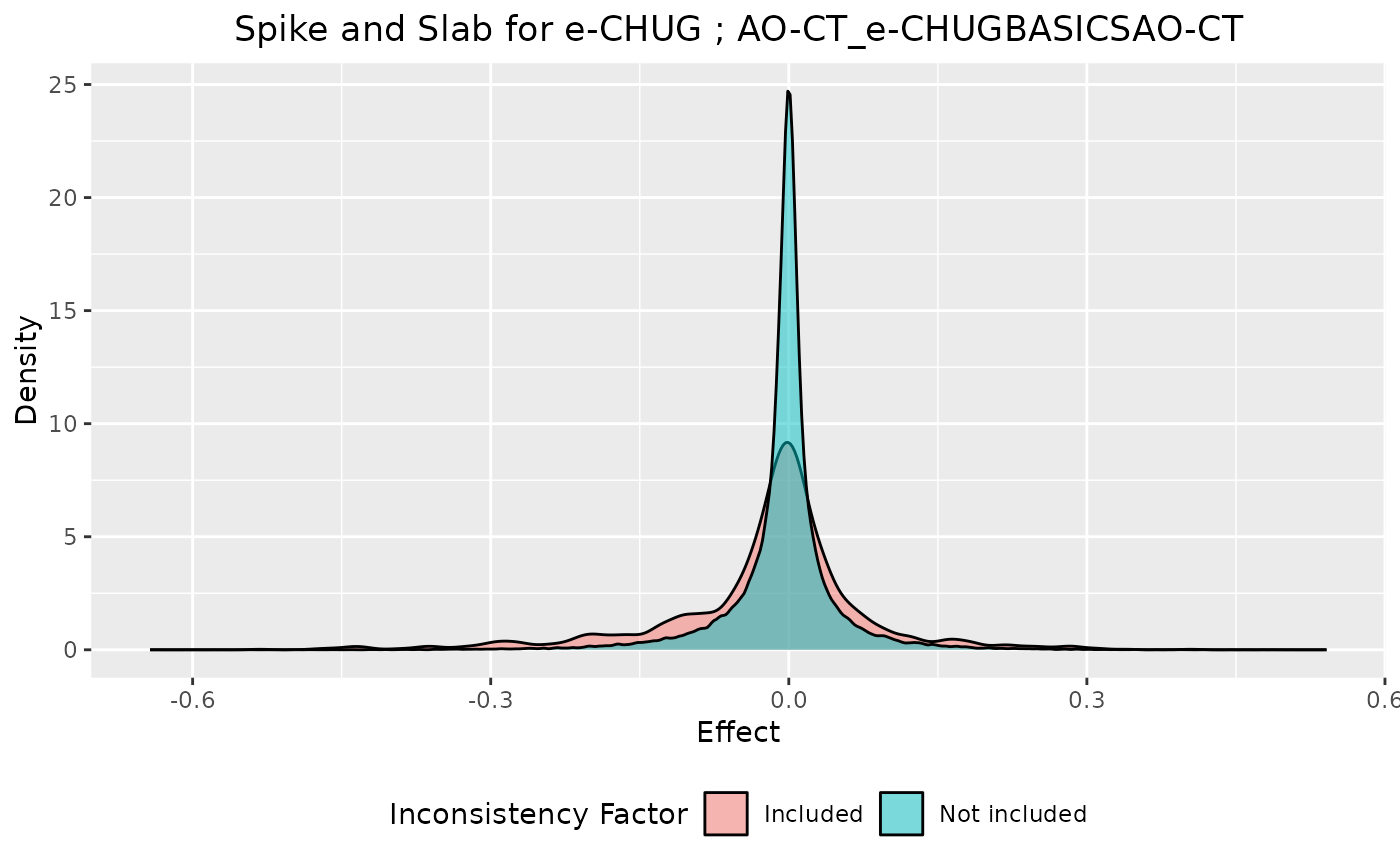 Spike and Slab for e-CHUG ; AO-CT_e-CHUGBASICSAO-CT
25
20
15
10
5
0
Density
-0.6 -0.3 0.0 0.3 0.6
Effect
Inconsistency Factor Included Not included